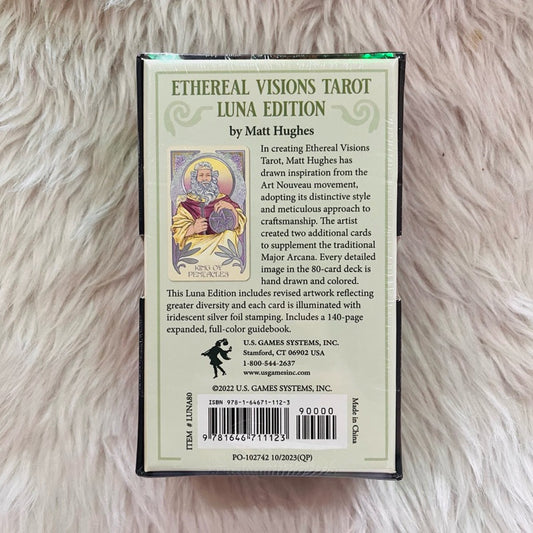 ETHEREAL VISIONS TAROT
LUNA EDITION
by Matt Hughes
In creating Ethereal Visions
Tarot, Matt Hughes has
drawn inspiration from the
Art Nouveau movement,
adopting its distinctive style
and meticulous approach to
craftsmanship. The artist
created two additional cards
to supplement the traditional
Major Arcana. Every detailed
image in the 80-card deck is
hand drawn and colored.
KING OF
PENTACLES
This Luna Edition includes revised artwork reflecting
greater diversity and each card is illuminated with
iridescent silver foil stamping. Includes a 140-page
expanded, full-color guidebook.
U.S. GAMES SYSTEMS, INC.
Stamford, CT 06902 USA
1-800-544-2637
www.usgamesinc.com
©2022 U.S. GAMES SYSTEMS, INC.
ITEM # LUNA80
ISBN 978-1-64671-112-3
90000
9 781646 711123
Made in China
PO-102742 10/2023(QP)